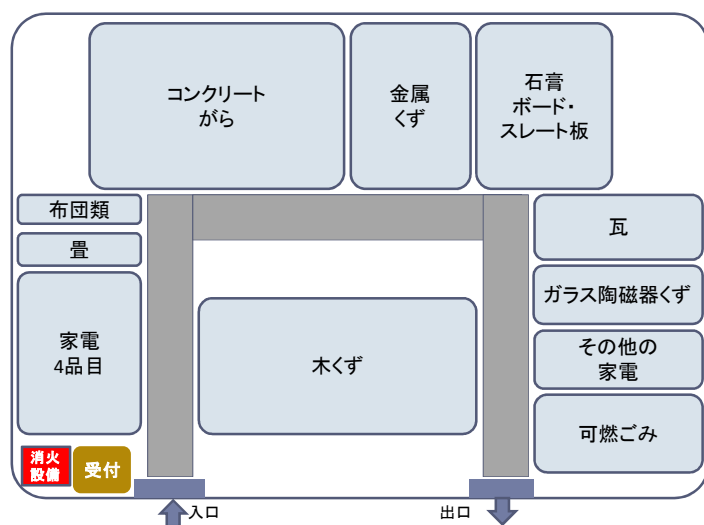 コンクリート
がら
金属
くず
石膏
ボード・
スレート板
布団類
畳
家電
4品目
木くず
瓦
ガラス陶磁器くず
その他の
家電
可燃ごみ
消火
設備
受付
入口
出口